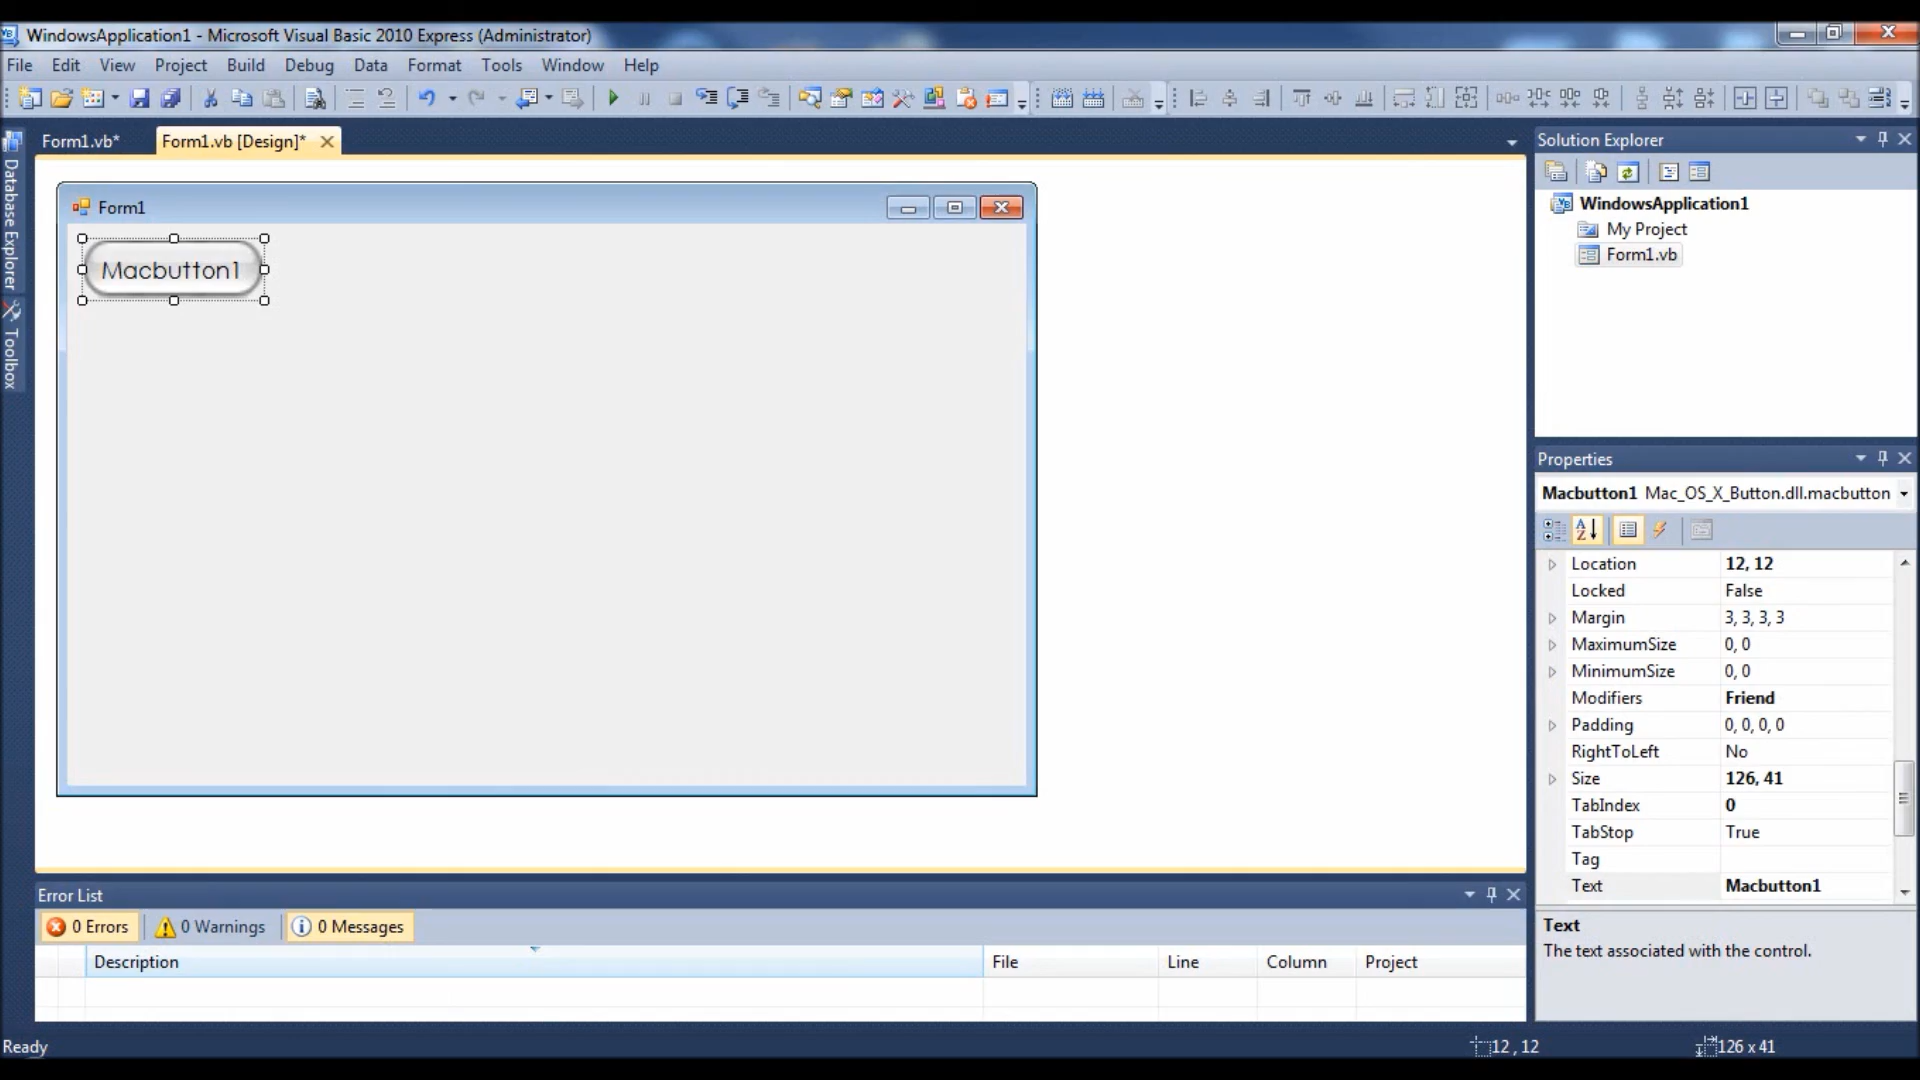 WindowsApplication1 - Microsoft Visual Basic 2010 Express (Administrator)
File Edit View Project Build Debug Data Format Tools Window Help
Form1.vb* Form1.vb [Design]*
Database Explorer
Toolbox
Form1
Macbutton1
Solution Explorer
WindowsApplication1
My Project
Form1.vb
Properties
Macbutton1 Mac_OS_X_Button.dll.macbutton
Location 12, 12
Locked False
Margin 3, 3, 3, 3
MaximumSize 0, 0
MinimumSize 0, 0
Modifiers Friend
Padding 0, 0, 0, 0
RightToLeft No
Size 126, 41
TabIndex 0
TabStop True
Tag
Text Macbutton1
Text
The text associated with the control.
Error List
0 Errors 0 Warnings 0 Messages
Description File Line Column Project
Ready 12 , 12 126 x 41